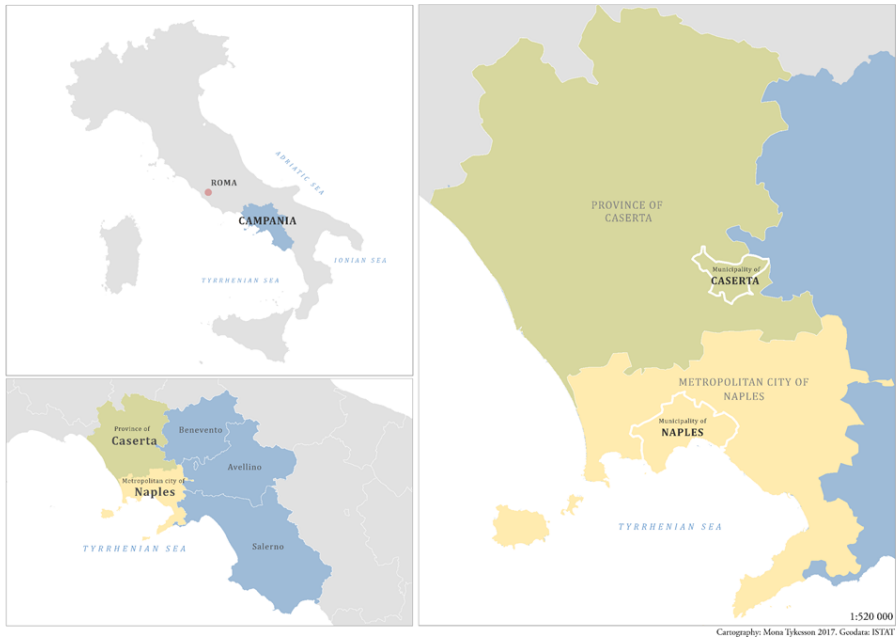 ADRIATIC SEA
ROMA
CAMPANIA
IONIAN SEA
TYRRHENIAN SEA
Province of
Caserta
Benevento
Avellino
Metropolitan city of
Naples
Salerno
TYRRHENIAN SEA
PROVINCE OF
CASERTA
Municipality of
CASERTA
METROPOLITAN CITY OF
NAPLES
Municipality of
NAPLES
TYRRHENIAN SEA
1:520 000
Cartography: Mona Tykesson 2017. Geodata: ISTAT